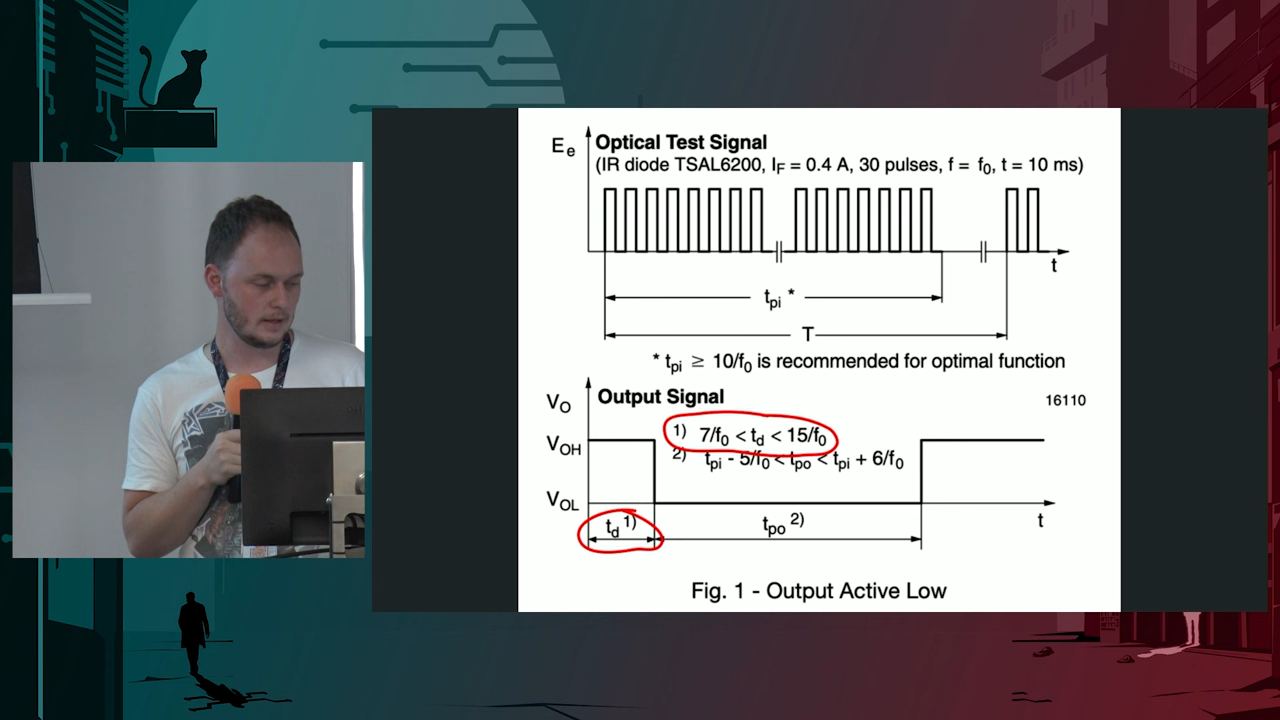 Ee
Optical Test Signal
(IR diode TSAL6200, IF = 0.4 A, 30 pulses, f = f0, t = 10 ms)
t
tpi *
T
* tpi ≥ 10/f0 is recommended for optimal function
VO
Output Signal
16110
VOH
1) 7/f0 < td < 15/f0
2) tpi - 5/f0 < tpo < tpi + 6/f0
VOL
td 1)
tpo 2)
t
Fig. 1 - Output Active Low